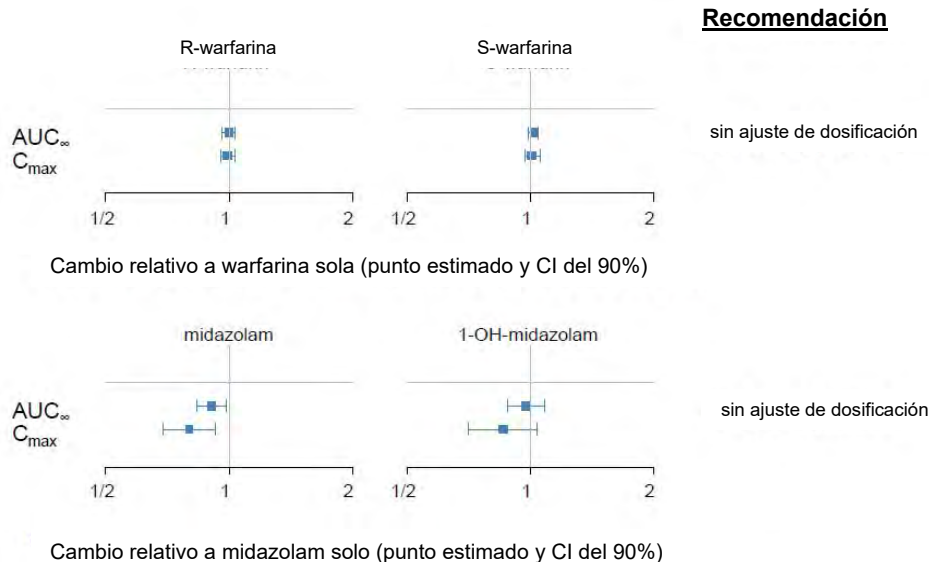 Recomendación
R-warfarina
S-warfarina
AUC∞
Cmax
sin ajuste de dosificación
1/2 1 2
1/2 1 2
Cambio relativo a warfarina sola (punto estimado y CI del 90%)
midazolam
1-OH-midazolam
AUC∞
Cmax
sin ajuste de dosificación
1/2 1 2
1/2 1 2
Cambio relativo a midazolam solo (punto estimado y CI del 90%)